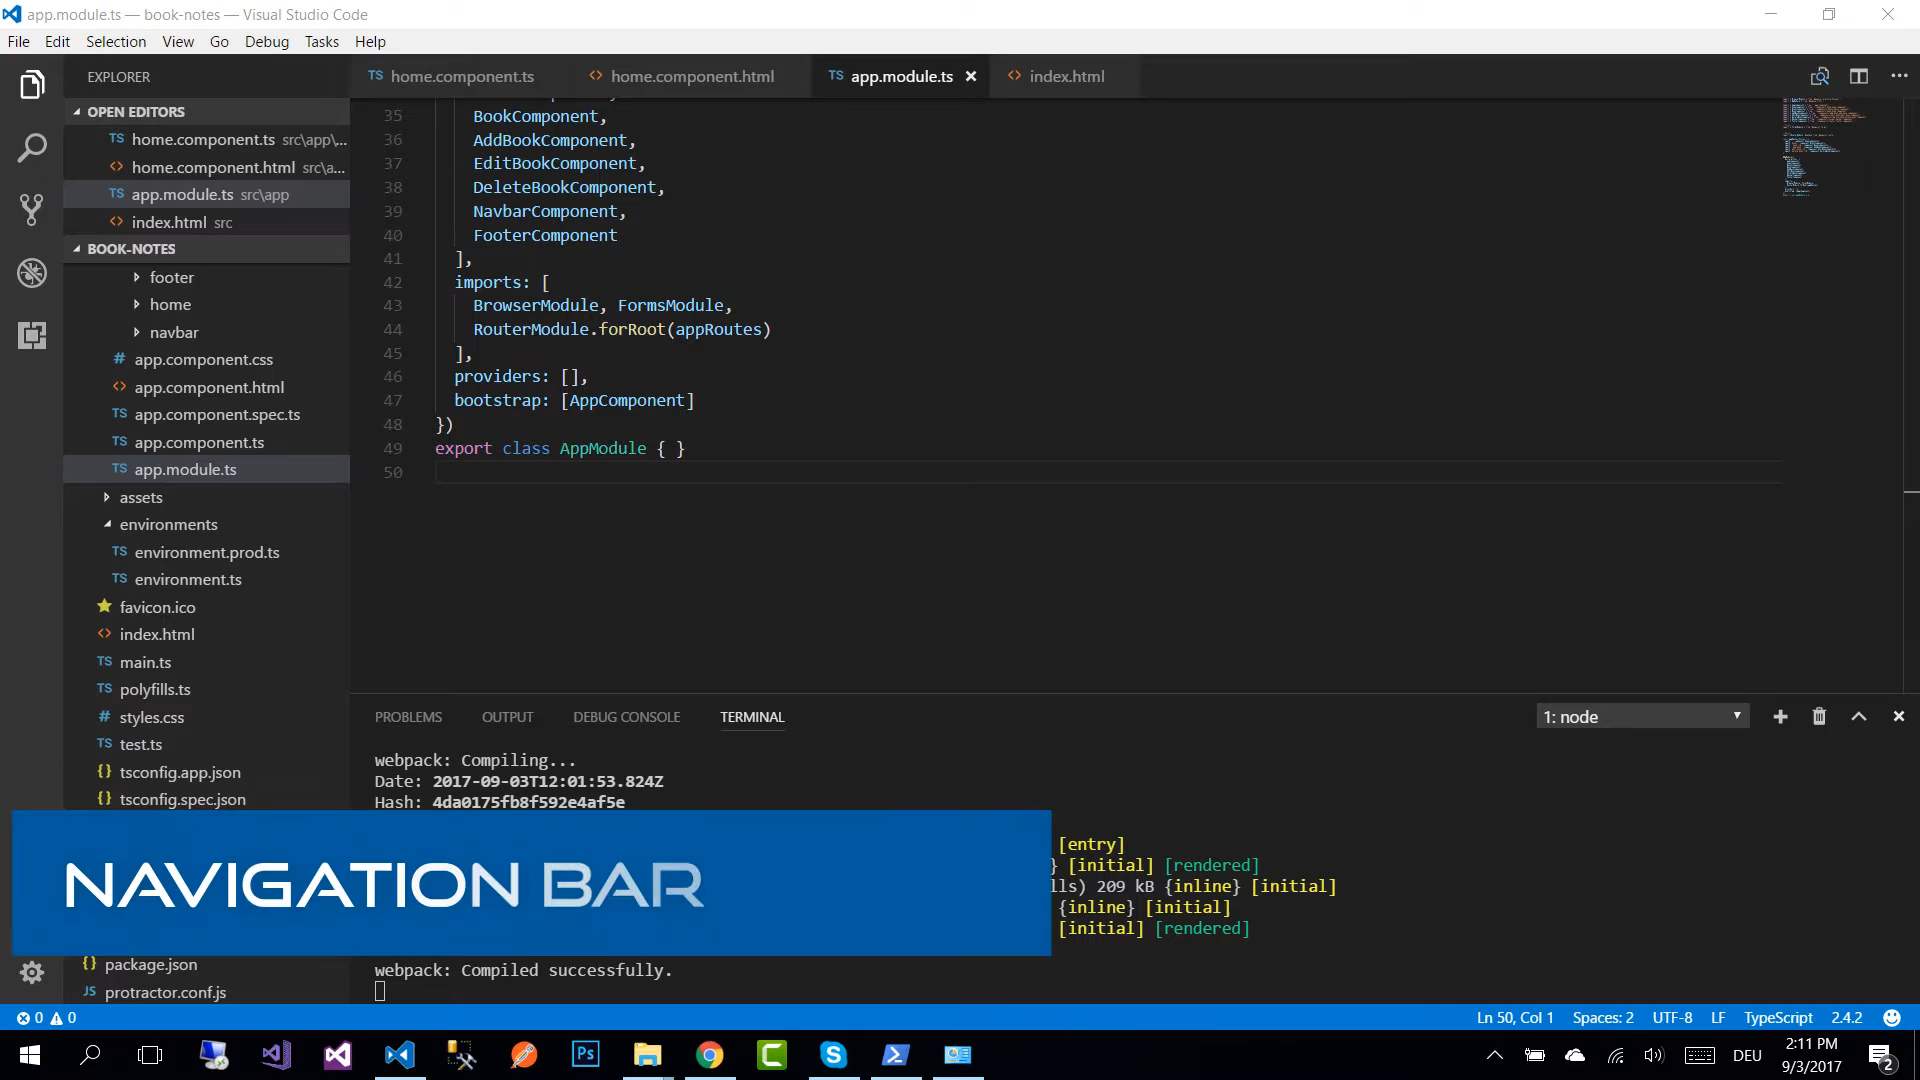 app.module.ts — book-notes — Visual Studio Code
File Edit Selection View Go Debug Tasks Help
EXPLORER
OPEN EDITORS
TS home.component.ts src\app\...
<> home.component.html src\a...
TS app.module.ts src\app
<> index.html src
BOOK-NOTES
footer
home
navbar
# app.component.css
<> app.component.html
TS app.component.spec.ts
TS app.component.ts
TS app.module.ts
assets
environments
TS environment.prod.ts
TS environment.ts
favicon.ico
<> index.html
TS main.ts
TS polyfills.ts
# styles.css
TS test.ts
{} tsconfig.app.json
{} tsconfig.spec.json
{} package.json
JS protractor.conf.js
TS home.component.ts <> home.component.html TS app.module.ts × <> index.html
35 BookComponent,
36 AddBookComponent,
37 EditBookComponent,
38 DeleteBookComponent,
39 NavbarComponent,
40 FooterComponent
41 ],
42 imports: [
43 BrowserModule, FormsModule,
44 RouterModule.forRoot(appRoutes)
45 ],
46 providers: [],
47 bootstrap: [AppComponent]
48 })
49 export class AppModule { }
50
PROBLEMS OUTPUT DEBUG CONSOLE TERMINAL 1: node
webpack: Compiling...
Date: 2017-09-03T12:01:53.824Z
Hash: 4da0175fb8f592e4af5e
[entry]
} [initial] [rendered]
lls) 209 kB {inline} [initial]
{inline} [initial]
[initial] [rendered]
webpack: Compiled successfully.
NAVIGATION BAR
0 0 Ln 50, Col 1 Spaces: 2 UTF-8 LF TypeScript 2.4.2
Ps DEU 2:11 PM
9/3/2017 2